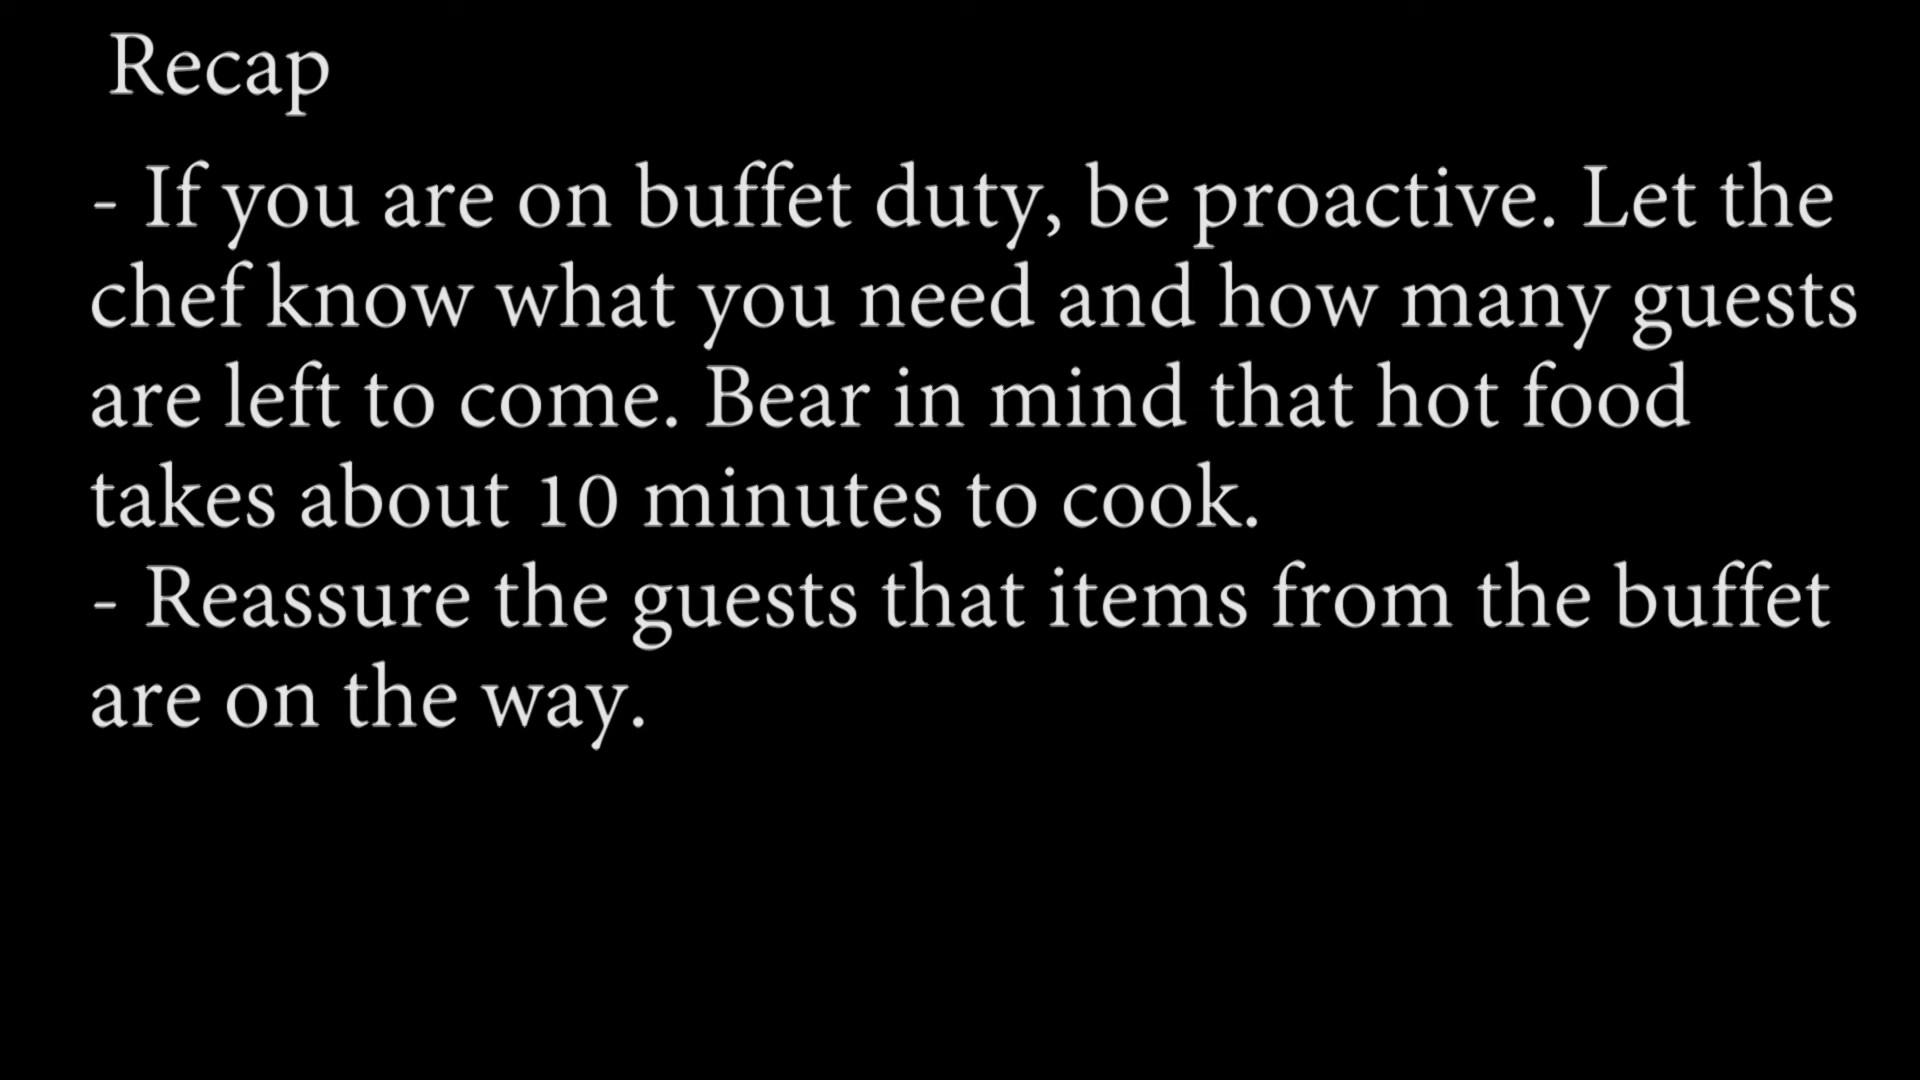 Recap
- If you are on buffet duty, be proactive. Let the
chef know what you need and how many guests
are left to come. Bear in mind that hot food
takes about 10 minutes to cook.
- Reassure the guests that items from the buffet
are on the way.